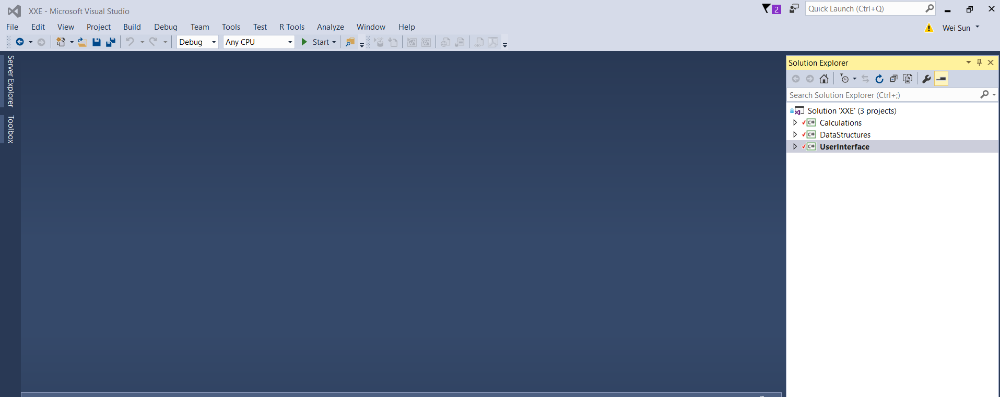 XXE - Microsoft Visual Studio
2
Quick Launch (Ctrl+Q)
File Edit View Project Build Debug Team Tools Test R Tools Analyze Window Help
Wei Sun
Debug Any CPU Start
Server Explorer
Toolbox
Solution Explorer
Search Solution Explorer (Ctrl+;)
Solution 'XXE' (3 projects)
C# Calculations
C# DataStructures
C# UserInterface